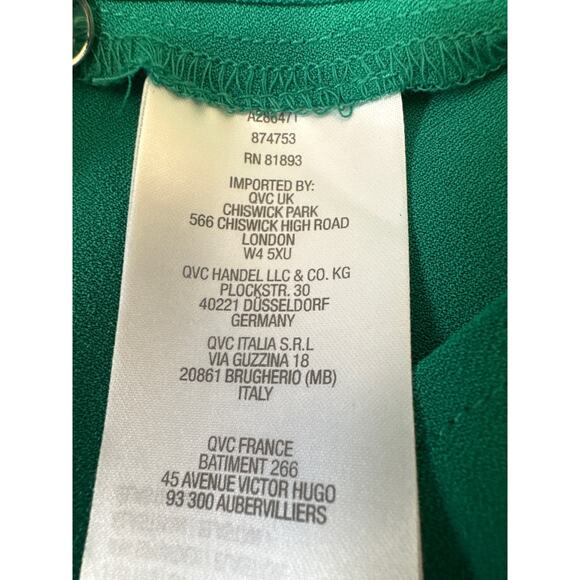 A286471
874753
RN 81893
IMPORTED BY:
QVC UK
CHISWICK PARK
566 CHISWICK HIGH ROAD
LONDON
W4 5XU
QVC HANDEL LLC & CO. KG
PLOCKSTR. 30
40221 DÜSSELDORF
GERMANY
QVC ITALIA S.R.L
VIA GUZZINA 18
20861 BRUGHERIO (MB)
ITALY
QVC FRANCE
BATIMENT 266
45 AVENUE VICTOR HUGO
93 300 AUBERVILLIERS